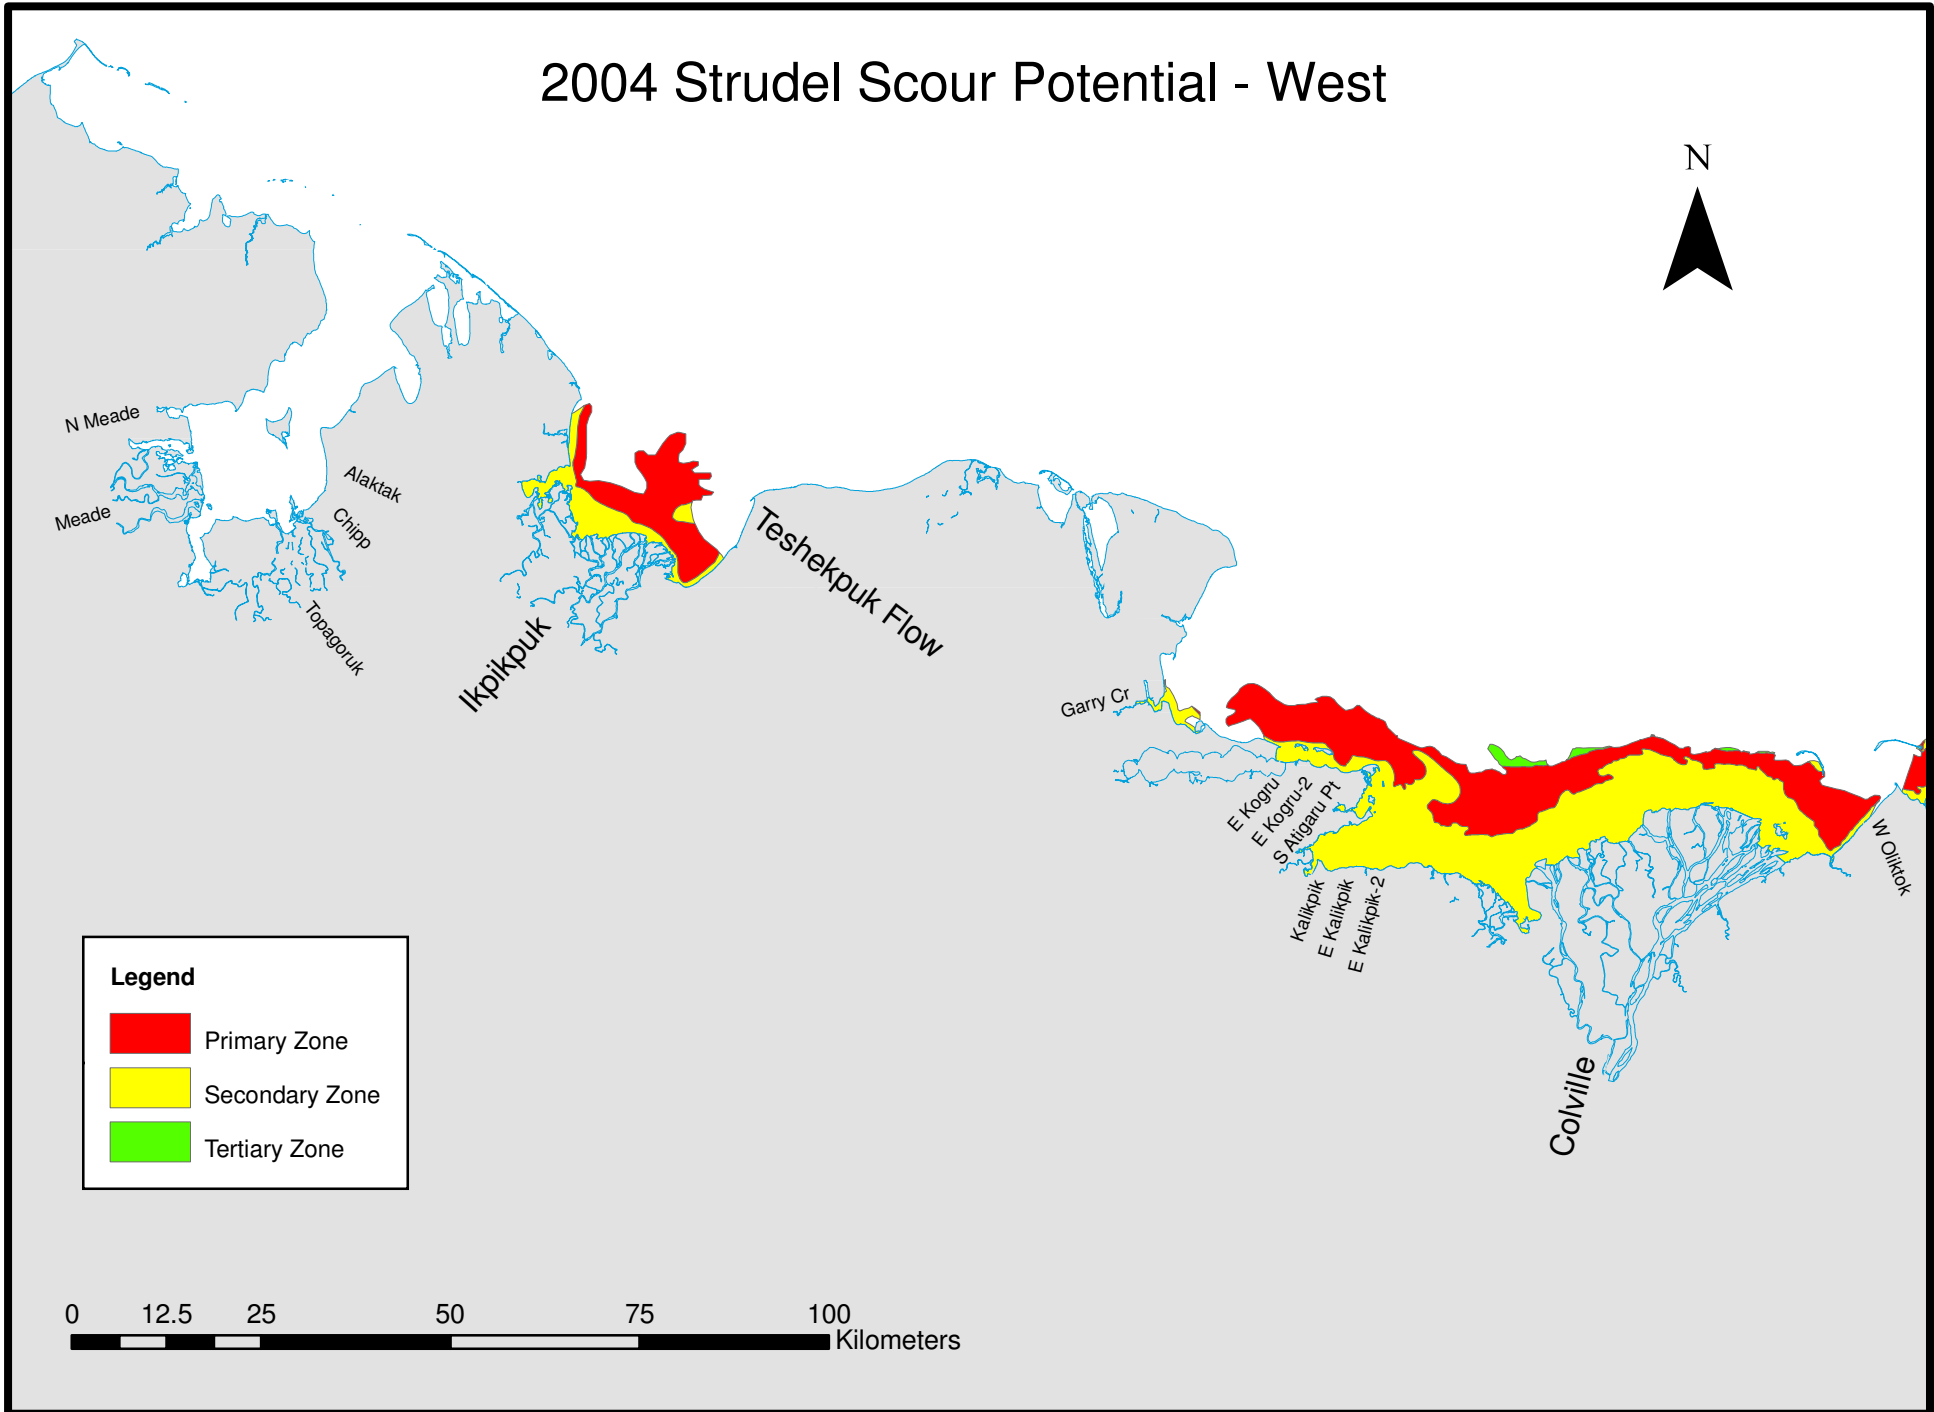 2004 Strudel Scour Potential - West
N
N Meade
Meade
Alaktak
Chipp
Topagoruk
Ikpikpuk
Teshekpuk Flow
Garry Cr
E Kogru
E Kogru-2
S Atigaru Pt
Kalikpik
E Kalikpik
E Kalikpik-2
W Oliktok
Colville
Legend
Primary Zone
Secondary Zone
Tertiary Zone
0 12.5 25 50 75 100
Kilometers